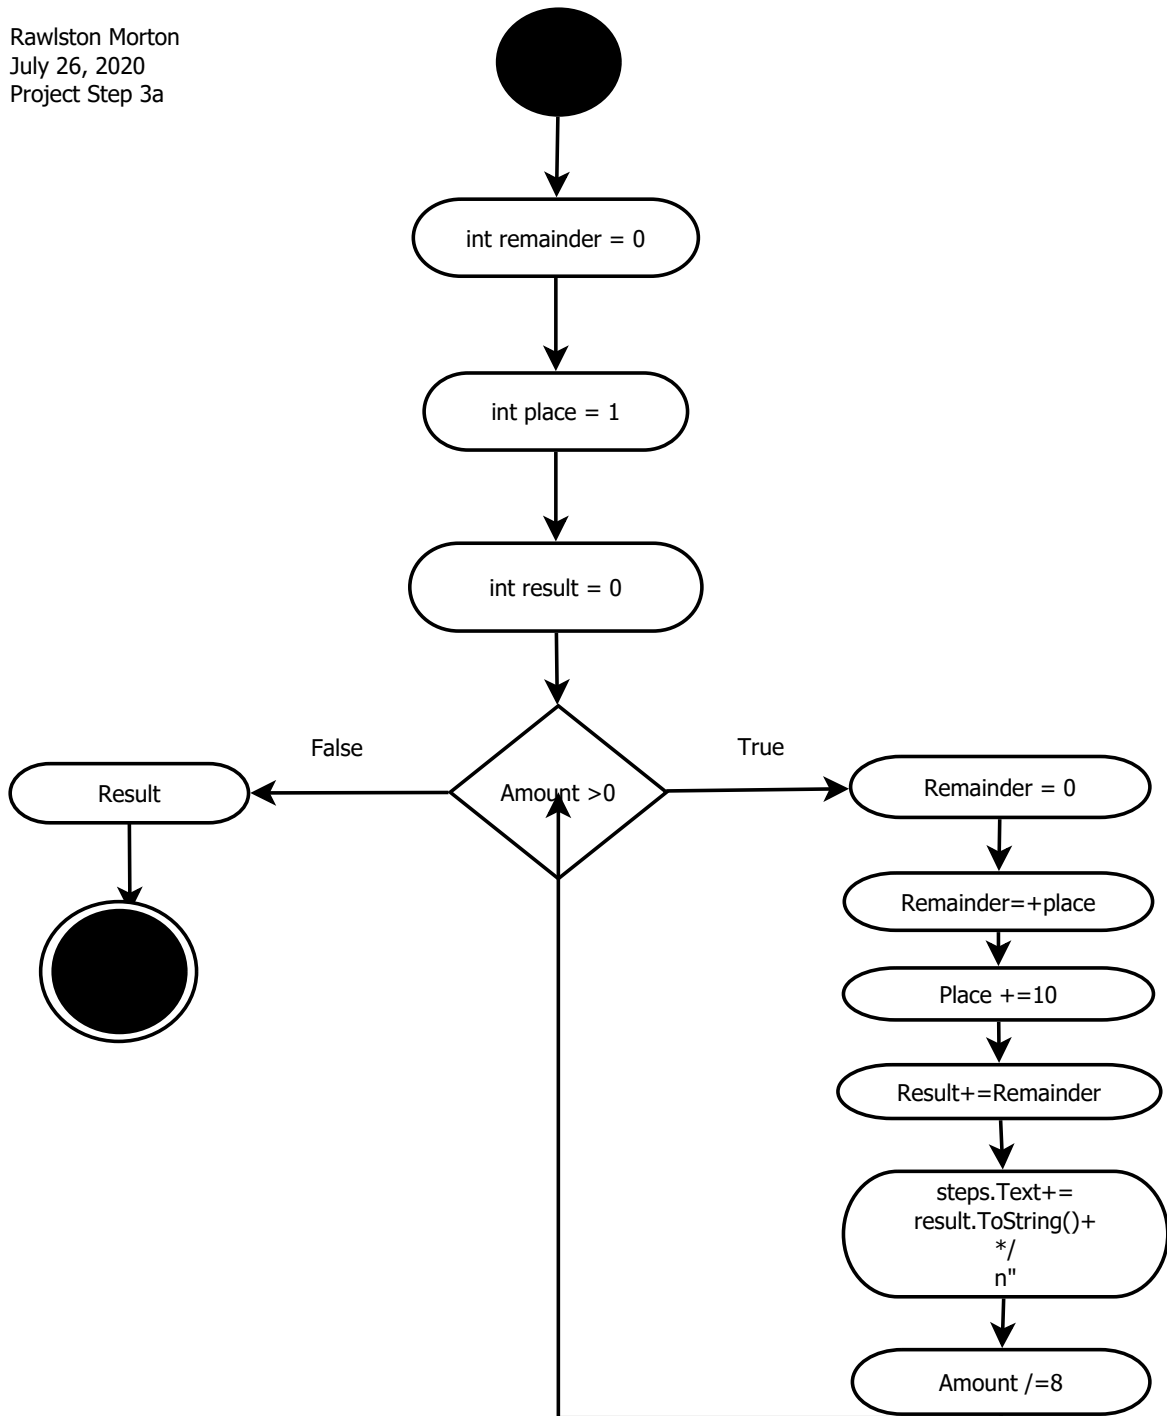 Rawlston Morton
July 26, 2020
Project Step 3a
int remainder = 0
int place = 1
int result = 0
False
True
Result
Amount >0
Remainder = 0
Remainder=+place
Place +=10
Result+=Remainder
steps.Text+=
result.ToString()+
*/
n"
Amount /=8